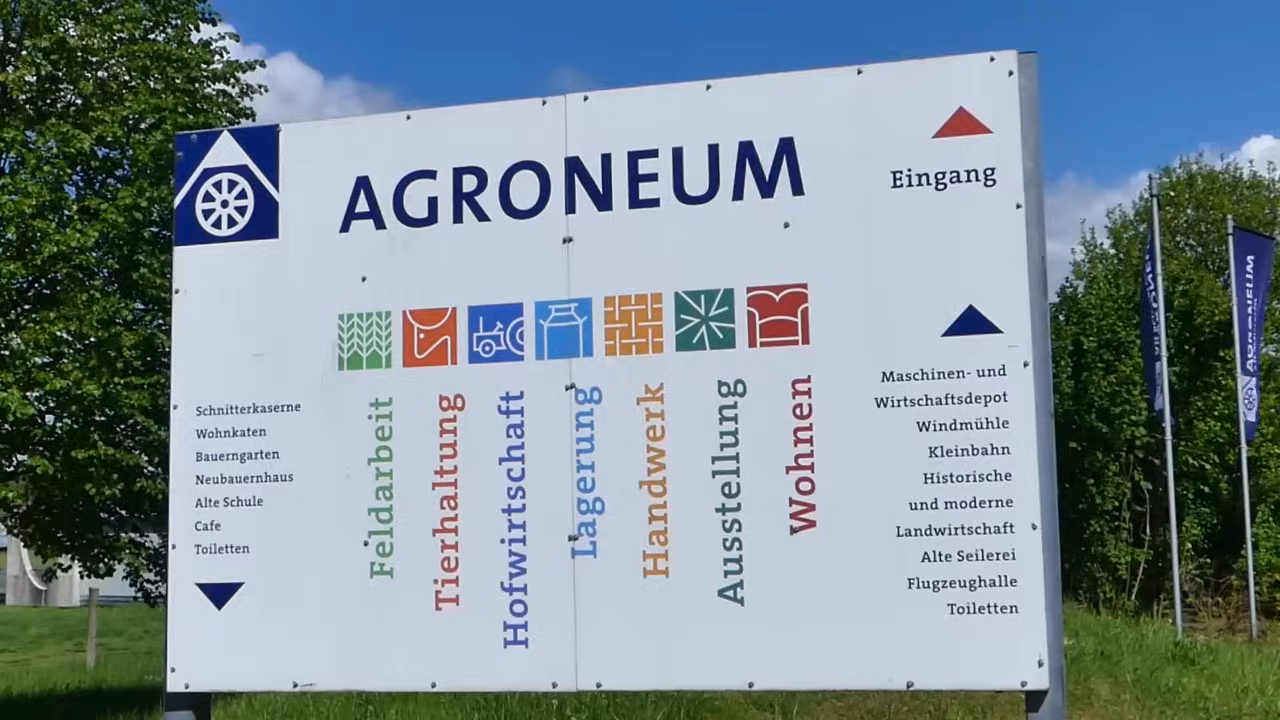 AGRONEUM
Eingang
Schnitterkaserne
Wohnkaten
Bauerngarten
Neubauernhaus
Alte Schule
Cafe
Toiletten
Feldarbeit
Tierhaltung
Hofwirtschaft
Lagerung
Handwerk
Ausstellung
Wohnen
Maschinen- und
Wirtschaftsdepot
Windmühle
Kleinbahn
Historische
und moderne
Landwirtschaft
Alte Seilerei
Flugzeughalle
Toiletten
AGRONEUM